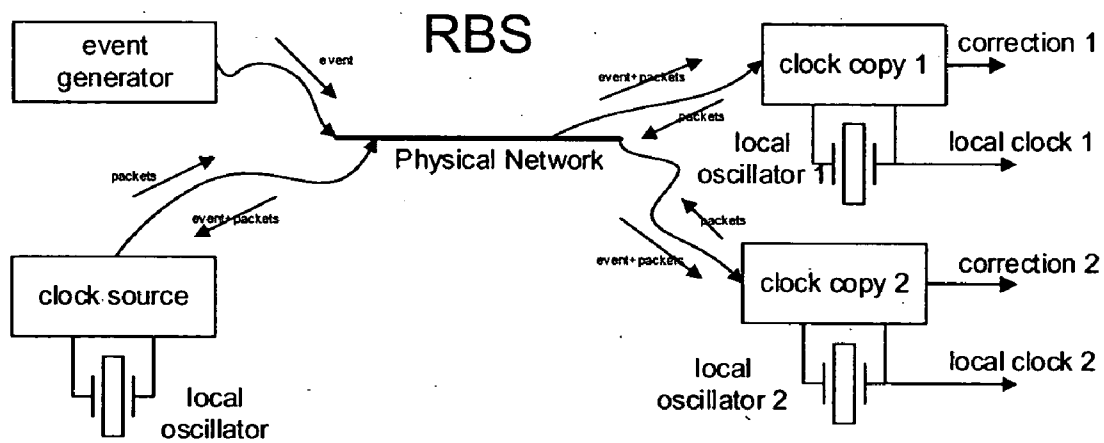 RBS
event
generator
event
Physical Network
event+packets
packets
clock copy 1
correction 1
local
oscillator 1
local clock 1
packets
event+packets
clock source
local
oscillator
event+packets
packets
clock copy 2
correction 2
local
oscillator 2
local clock 2